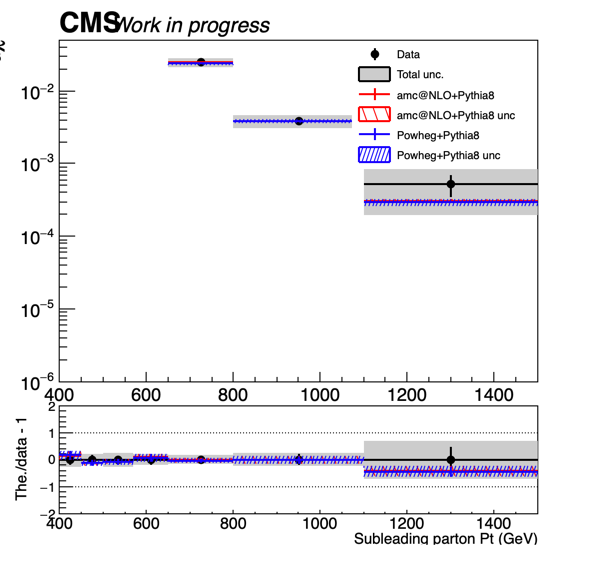 CMS Work in progress
Data
Total unc.
amc@NLO+Pythia8
amc@NLO+Pythia8 unc
Powheg+Pythia8
Powheg+Pythia8 unc
10−2
10−3
10−4
10−5
10−6
400 600 800 1000 1200 1400
The./data - 1
2
1
0
−1
−2
400 600 800 1000 1200 1400
Subleading parton Pt (GeV)